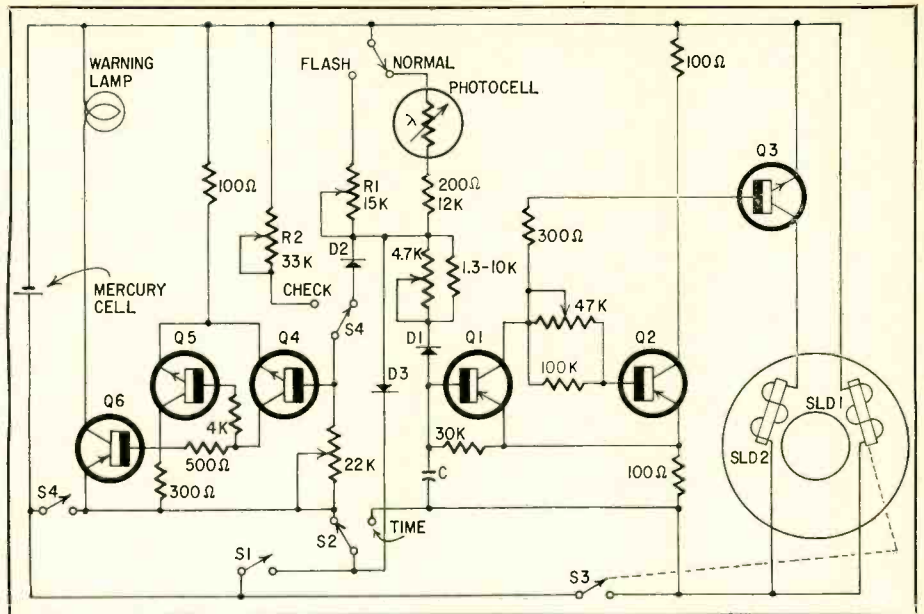 WARNING
LAMP
FLASH
NORMAL
PHOTOCELL
λ
100Ω
Q3
100Ω
R1
15K
200Ω
12K
R2
33K
D2
4.7K
1.3-10K
300Ω
47K
MERCURY
CELL
CHECK
S4
D3
D1
Q1
Q2
100K
Q5
Q4
Q6
4K
500Ω
300Ω
22K
30K
C
100Ω
SLD1
SLD2
S4
S2
TIME
S1
S3